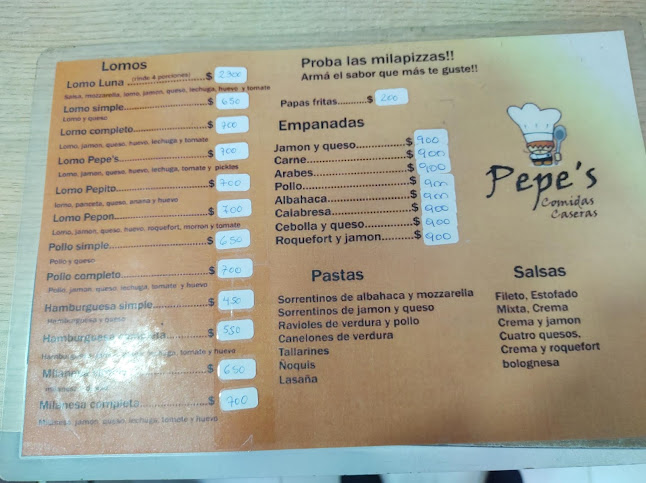 Lomos
Lomo Luna (rinde 4 porciones) $ 2900
Salsa, mozzarella, lomo, jamon, queso, lechuga, huevo y tomate
Lomo simple $ 650
Lomo y queso
Lomo completo $ 700
Lomo, jamon, queso, huevo, lechuga y tomate
Lomo Pepe's $ 700
Lomo, jamon, queso, huevo, lechuga, tomate y pickles
Lomo Pepito $ 700
lomo, panceta, queso, anana y huevo
Lomo Pepon $ 700
Lomo, jamon, queso, huevo, roquefort, morron y tomate
Pollo simple $ 650
Pollo y queso
Pollo completo $ 700
Pollo, jamon, queso, lechuga, tomate y huevo
Hamburguesa simple $ 450
Hamburguesa y queso
Hamburguesa $ 550
lechuga, tomate y huevo
Milanesa $ 650
Milanesa completa $ 700
Milanesa, jamon, queso, lechuga, tomate y huevo
Proba las milapizzas!!
Armá el sabor que más te guste!!
Papas fritas $ 200
Empanadas
Jamon y queso $ 900
Carne $ 900
Arabes $ 900
Pollo $ 900
Albahaca $ 900
Calabresa $ 900
Cebolla y queso $ 900
Roquefort y jamon $ 900
Pepe's
Comidas
Caseras
Pastas
Sorrentinos de albahaca y mozzarella
Sorrentinos de jamon y queso
Ravioles de verdura y pollo
Canelones de verdura
Tallarines
Ñoquis
Lasaña
Salsas
Fileto, Estofado
Mixta, Crema
Crema y jamon
Cuatro quesos,
Crema y roquefort
bolognesa